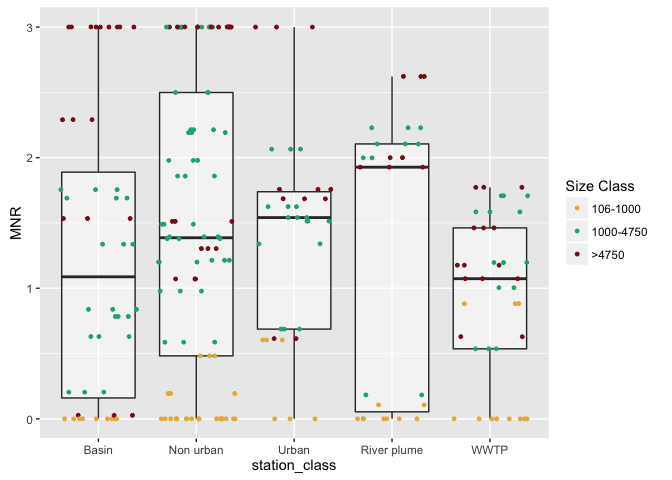 3
2
1
0
MNR
Basin
Non urban
Urban
River plume
WWTP
station_class
Size Class
106-1000
1000-4750
>4750